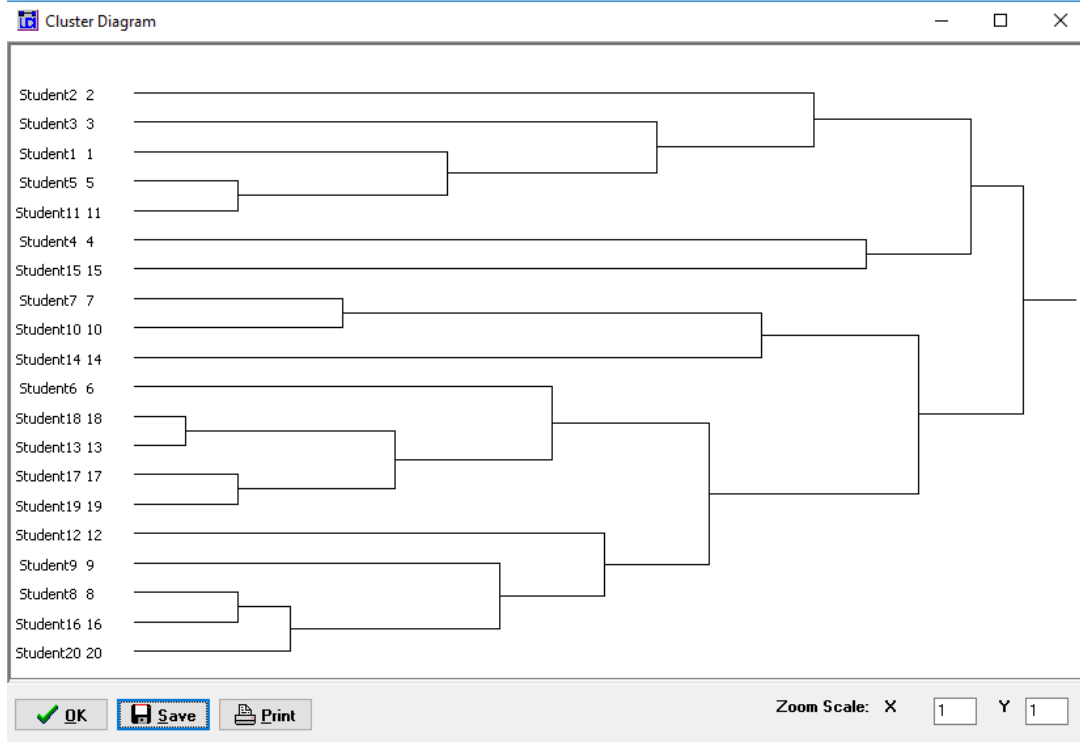 Cluster Diagram
Student2 2
Student3 3
Student1 1
Student5 5
Student11 11
Student4 4
Student15 15
Student7 7
Student10 10
Student14 14
Student6 6
Student18 18
Student13 13
Student17 17
Student19 19
Student12 12
Student9 9
Student8 8
Student16 16
Student20 20
OK Save Print Zoom Scale: X 1 Y 1